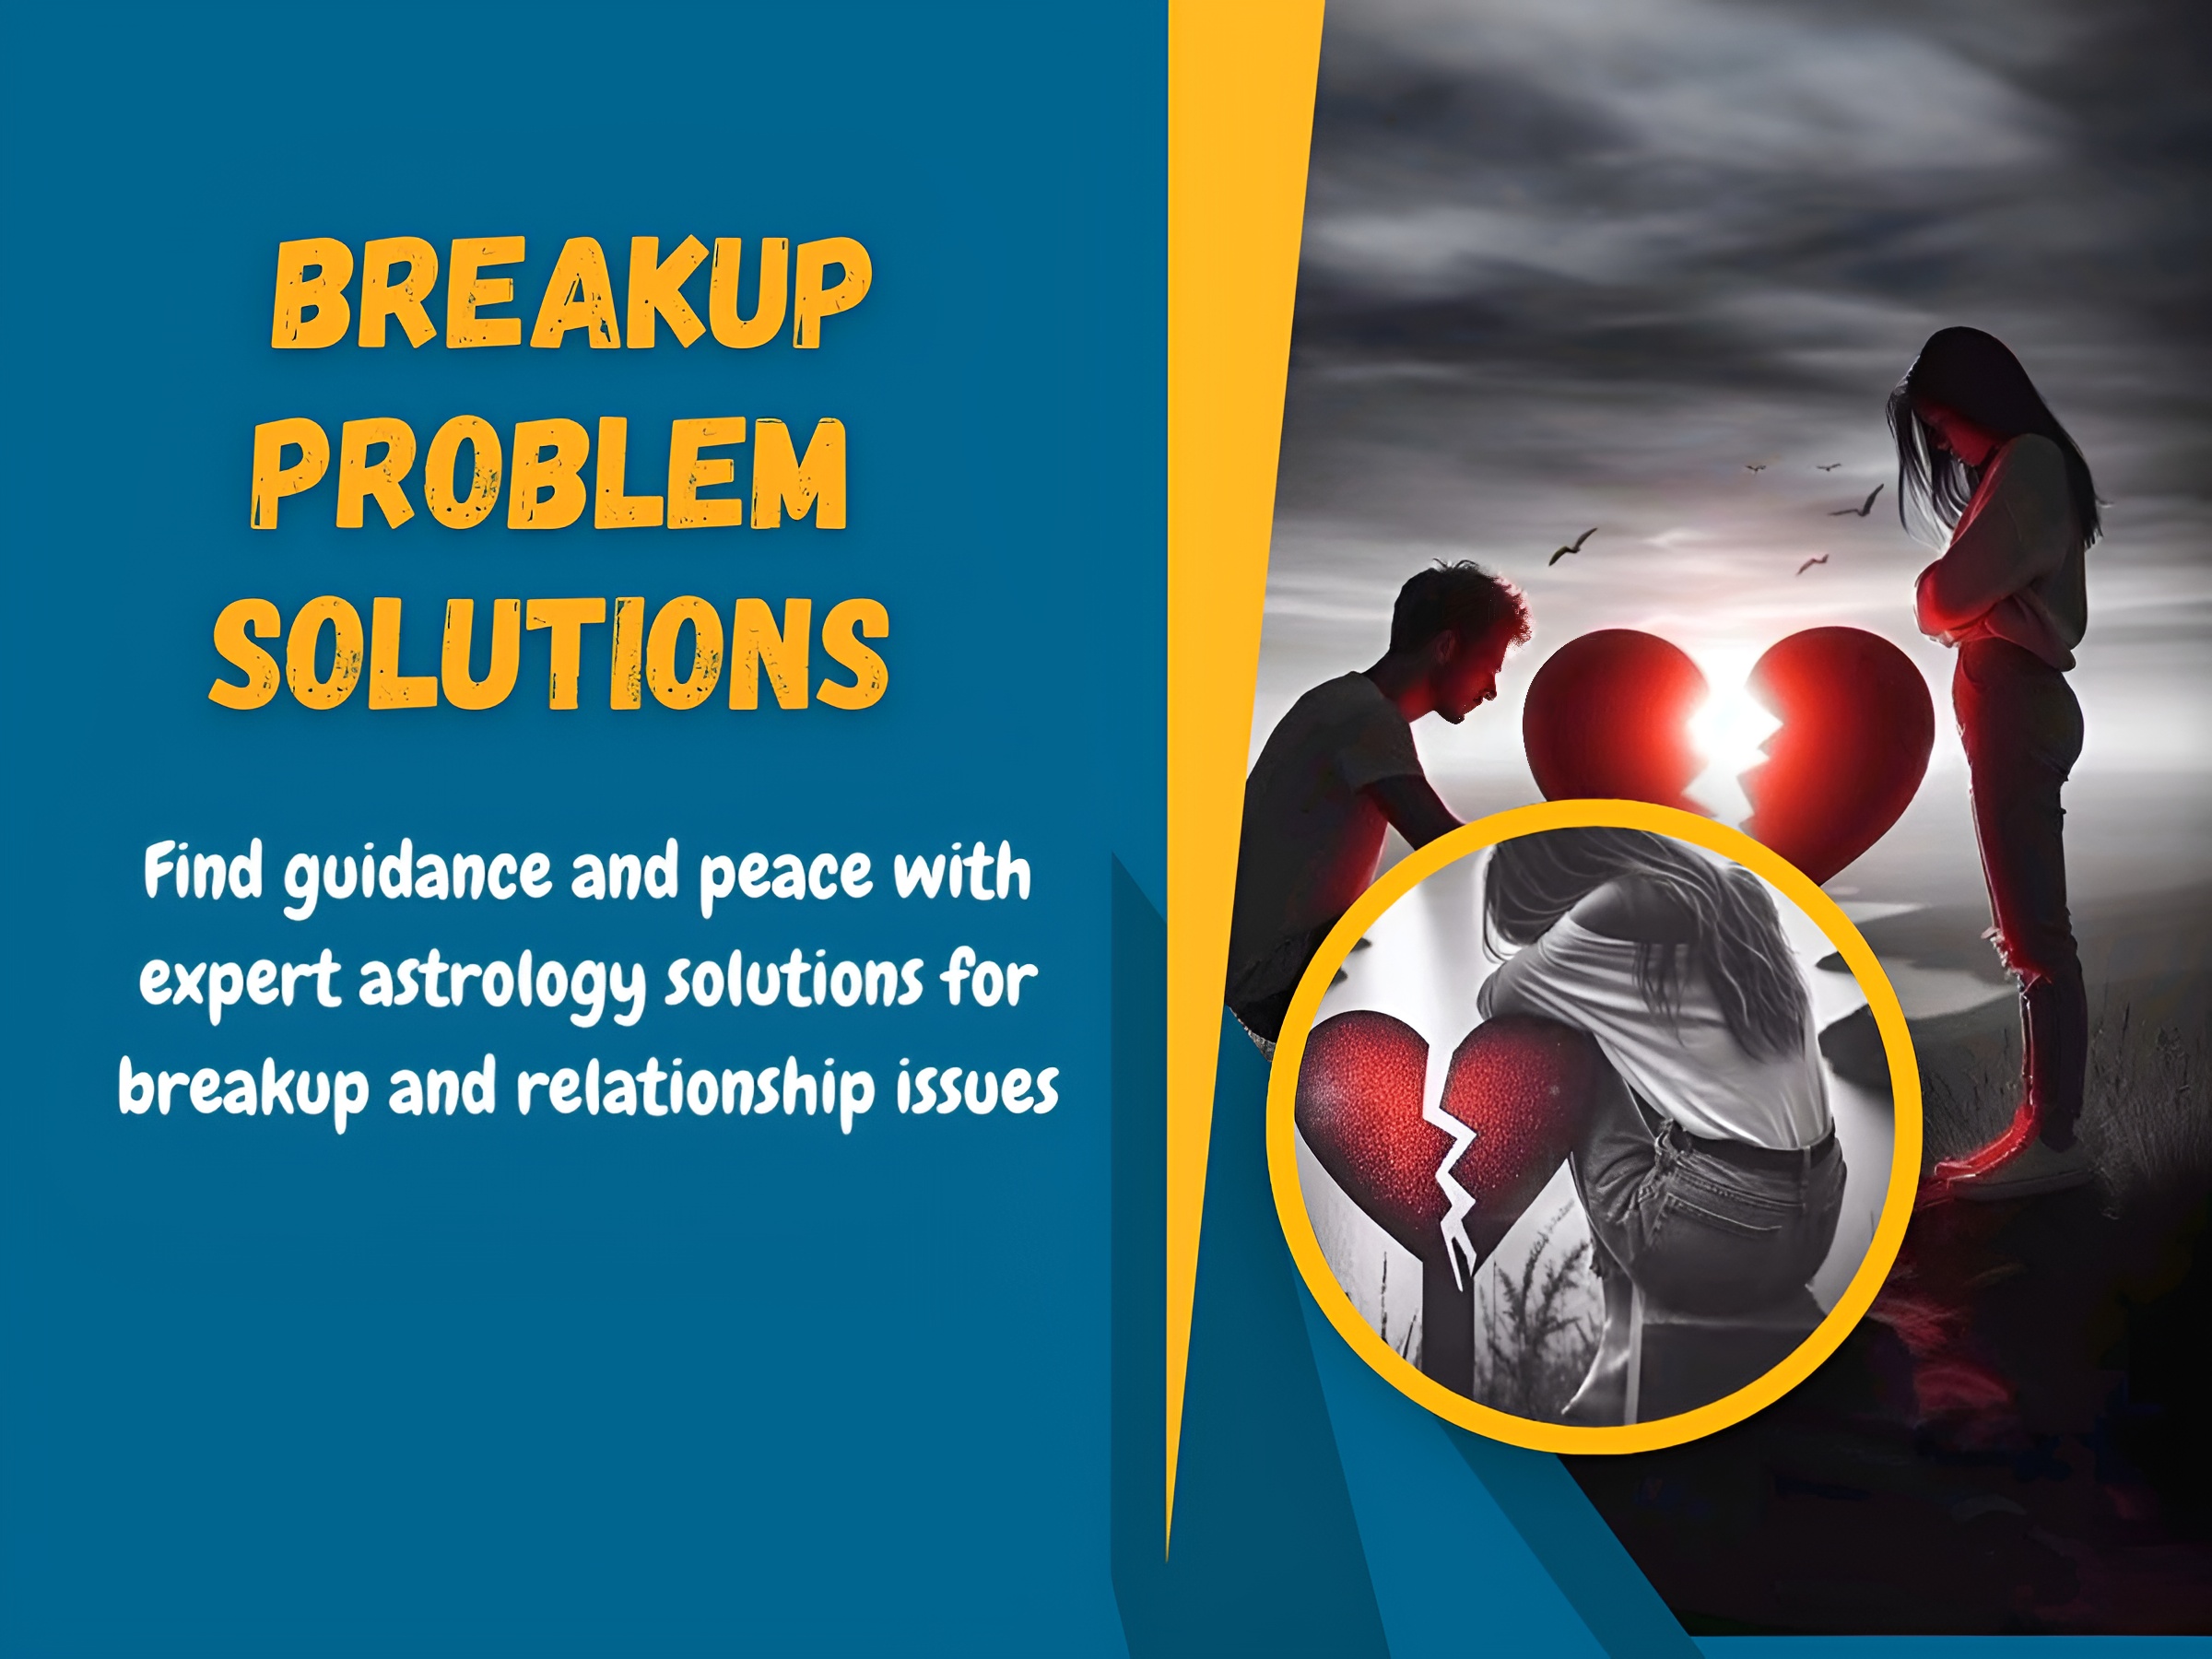 BREAKUP
PROBLEM
SOLUTIONS
Find guidance and peace with
expert astrology solutions for
breakup and relationship issues